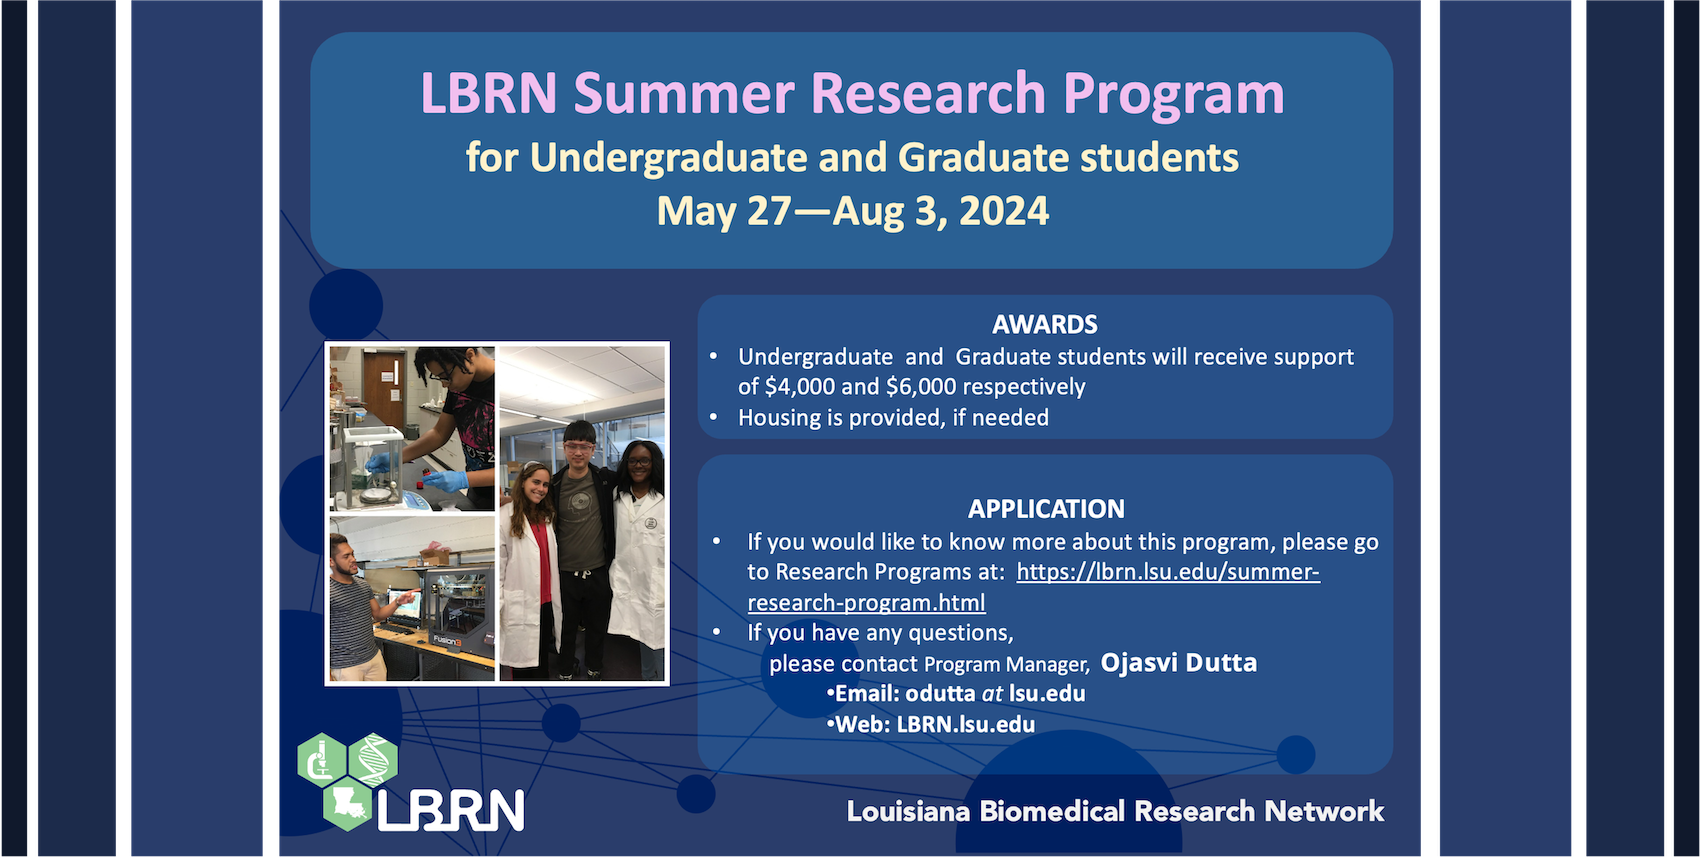 LBRN Summer Research Program
for Undergraduate and Graduate students
May 27—Aug 3, 2024
AWARDS
• Undergraduate and Graduate students will receive support
of $4,000 and $6,000 respectively
• Housing is provided, if needed
APPLICATION
• If you would like to know more about this program, please go
to Research Programs at: https://lbrn.lsu.edu/summer-
research-program.html
• If you have any questions,
please contact Program Manager, Ojasvi Dutta
•Email: odutta at lsu.edu
•Web: LBRN.lsu.edu
Fusion3
LBRN
Louisiana Biomedical Research Network